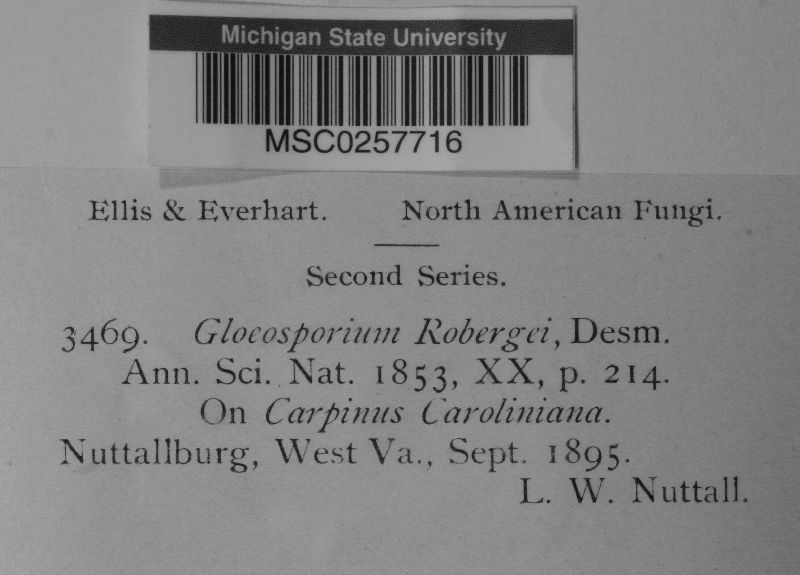 Michigan State University
MSC0257716
Ellis & Everhart. North American Fungi.
Second Series.
3469. Gloeosporium Robergei, Desm.
Ann. Sci. Nat. 1853, XX, p. 214.
On Carpinus Caroliniana.
Nuttallburg, West Va., Sept. 1895.
L. W. Nuttall.